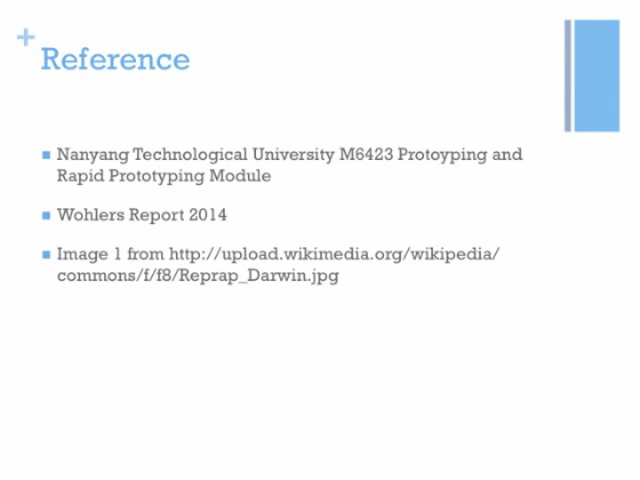 +
Reference
Nanyang Technological University M6423 Protoyping and
Rapid Prototyping Module
Wohlers Report 2014
Image 1 from http://upload.wikimedia.org/wikipedia/
commons/f/f8/Reprap_Darwin.jpg